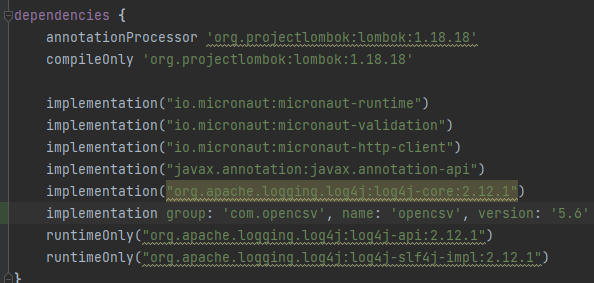 dependencies {
annotationProcessor 'org.projectlombok:lombok:1.18.18'
compileOnly 'org.projectlombok:lombok:1.18.18'
implementation("io.micronaut:micronaut-runtime")
implementation("io.micronaut:micronaut-validation")
implementation("io.micronaut:micronaut-http-client")
implementation("javax.annotation:javax.annotation-api")
implementation("org.apache.logging.log4j:log4j-core:2.12.1")
implementation group: 'com.opencsv', name: 'opencsv', version: '5.6'
runtimeOnly("org.apache.logging.log4j:log4j-api:2.12.1")
runtimeOnly("org.apache.logging.log4j:log4j-slf4j-impl:2.12.1")
}